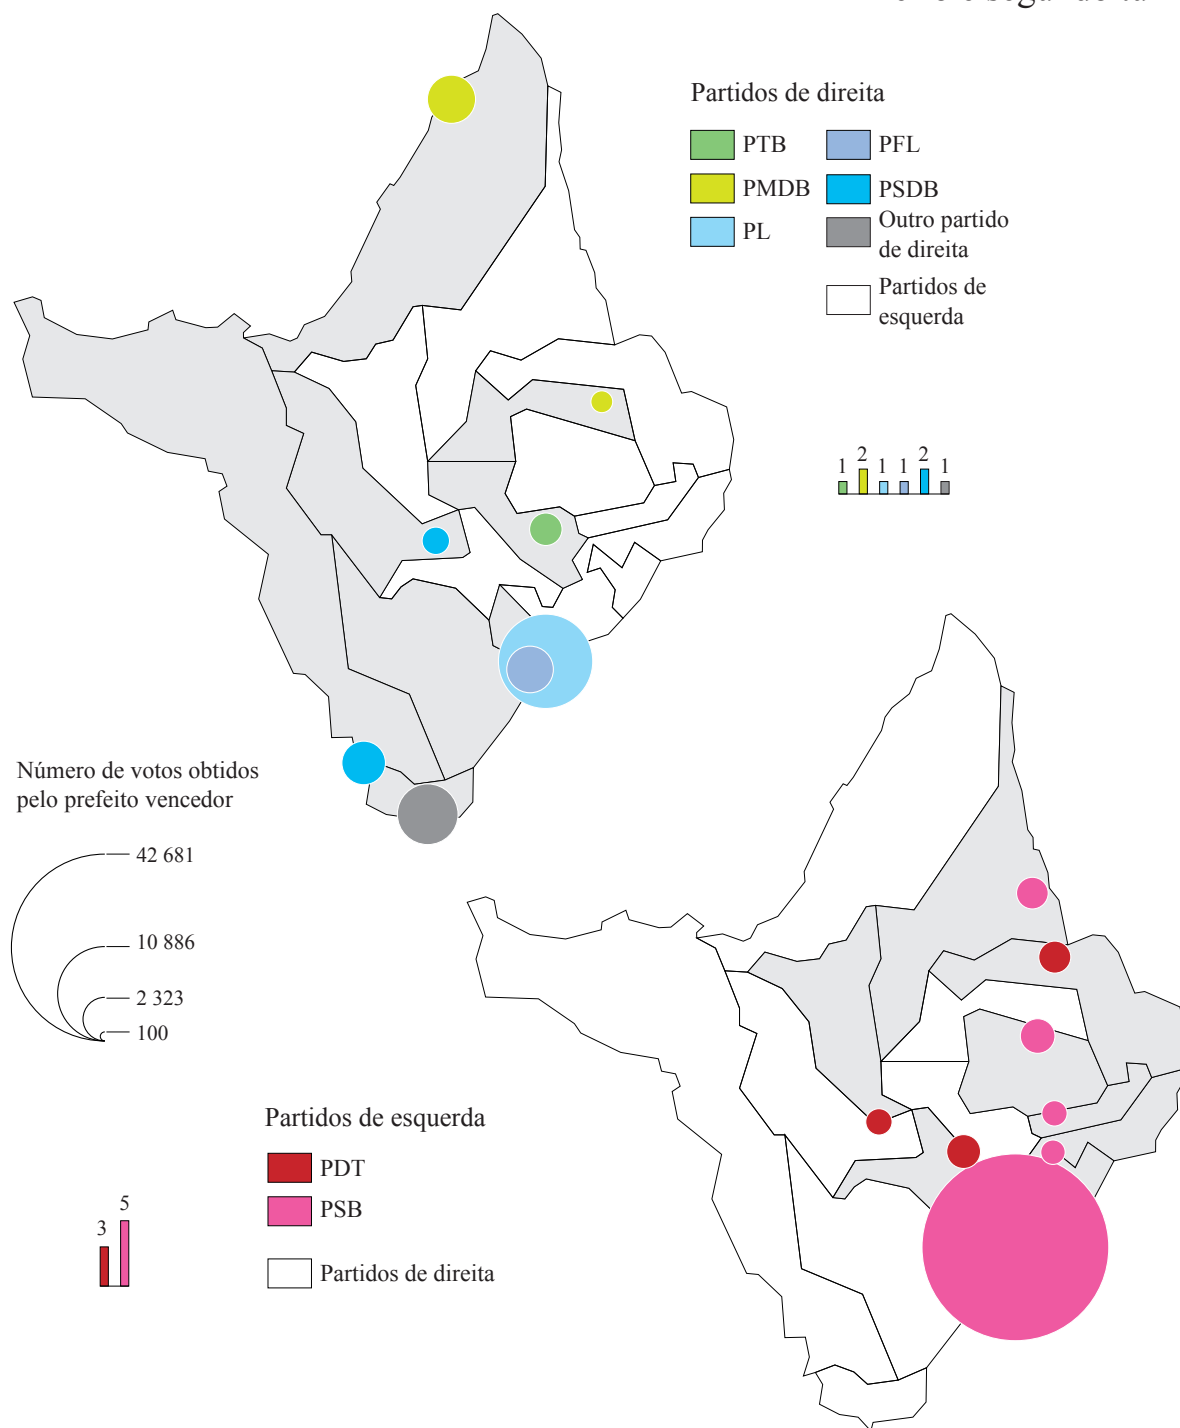 Partidos de direita
PTB
PFL
PMDB
PSDB
PL
Outro partido
de direita
Partidos de
esquerda
1 2 1 1 2 1
Número de votos obtidos
pelo prefeito vencedor
42 681
10 886
2 323
100
Partidos de esquerda
PDT
PSB
Partidos de direita
3 5